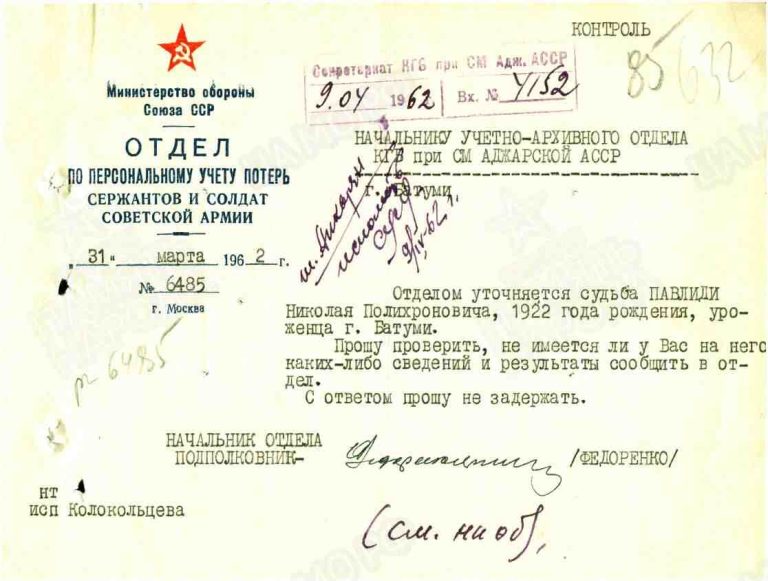 КОНТРОЛЬ
85632
Министерство обороны
Союза ССР
ОТДЕЛ
ПО ПЕРСОНАЛЬНОМУ УЧЕТУ ПОТЕРЬ
СЕРЖАНТОВ И СОЛДАТ
СОВЕТСКОЙ АРМИИ
„31" марта 1962 г.
№ 6485
г. Москва
Секретариат КГБ при СМ Адж. АССР
9.04 1962 Вх. № 4152
НАЧАЛЬНИКУ УЧЕТНО-АРХИВНОГО ОТДЕЛА
КГБ при СМ АДЖАРСКОЙ АССР
г. Батуми
Отделом уточняется судьба ПАВЛИДИ
Николая Полихроновича, 1922 года рождения, уро-
женца г. Батуми.
Прошу проверить, не имеется ли у Вас на него
каких-либо сведений и результаты сообщить в от-
дел.
С ответом прошу не задержать.
6485
НАЧАЛЬНИК ОТДЕЛА
ПОДПОЛКОВНИК- /ФЕДОРЕНКО/
НТ
исп Колокольцева
(см. на об),